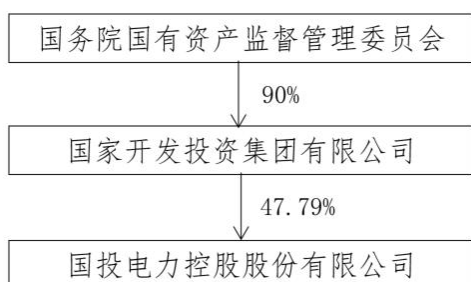 国务院国有资产监督管理委员会
90%
国家开发投资集团有限公司
47.79%
国投电力控股股份有限公司